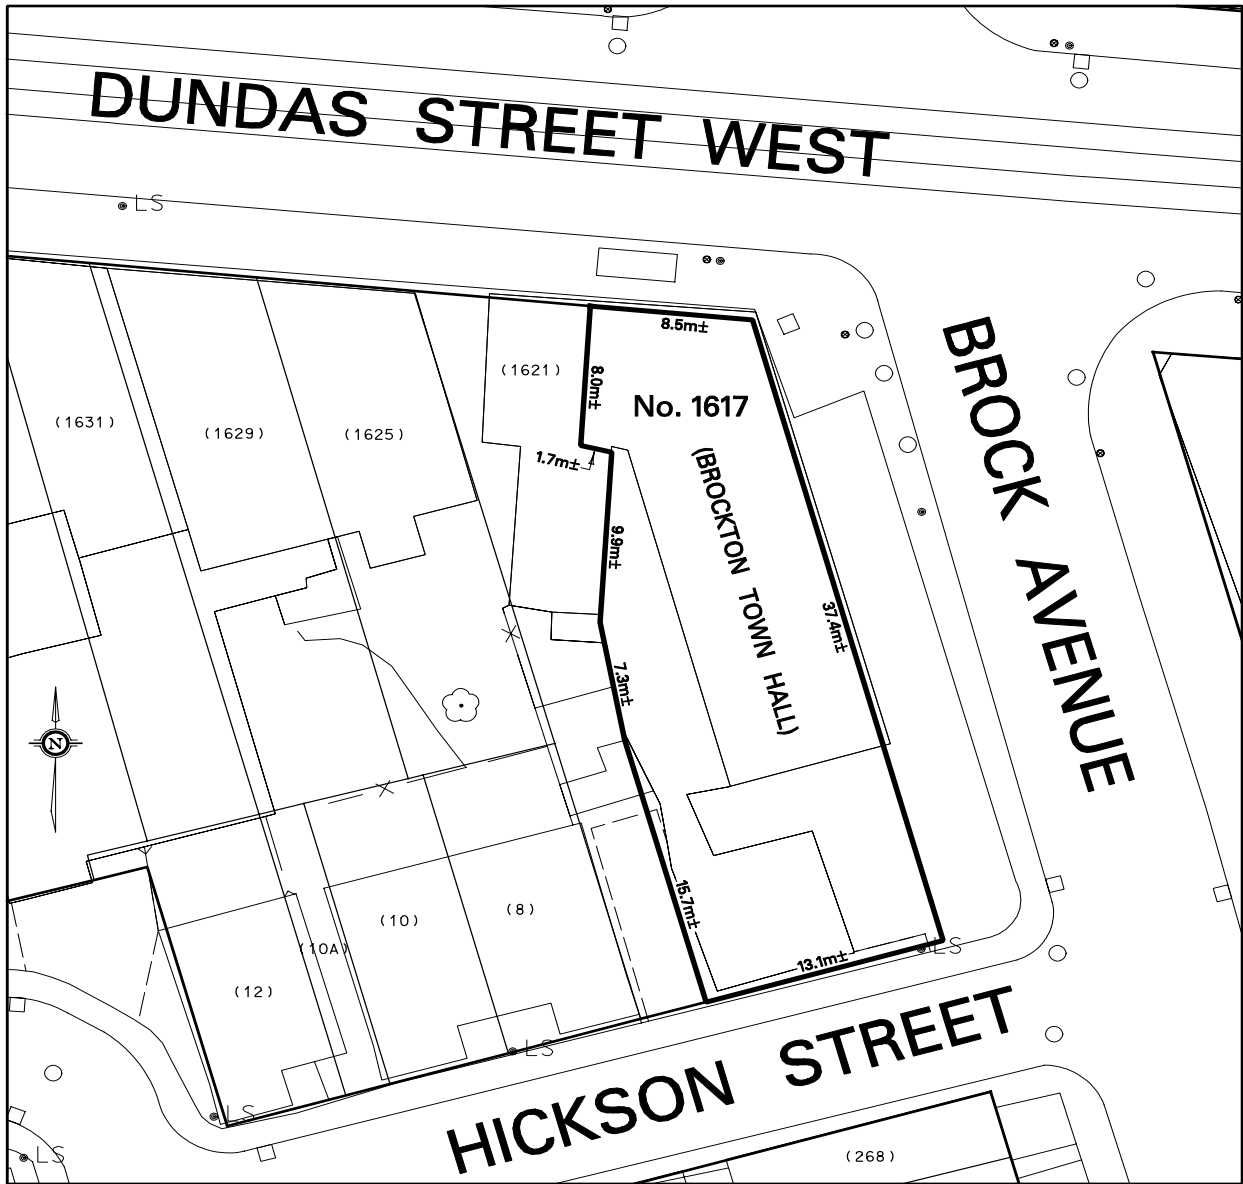 DUNDAS STREET WEST
LS
8.5m±
(1621)
8.0m±
No. 1617
BROCK AVENUE
(1631)
(1629)
(1625)
1.7m±
(BROCKTON TOWN HALL)
9.9m±
37.4m±
7.3m±
N
15.7m±
(10)
(8)
(10A)
LS
13.1m±
(12)
LS
HICKSON STREET
LS
LS
(268)